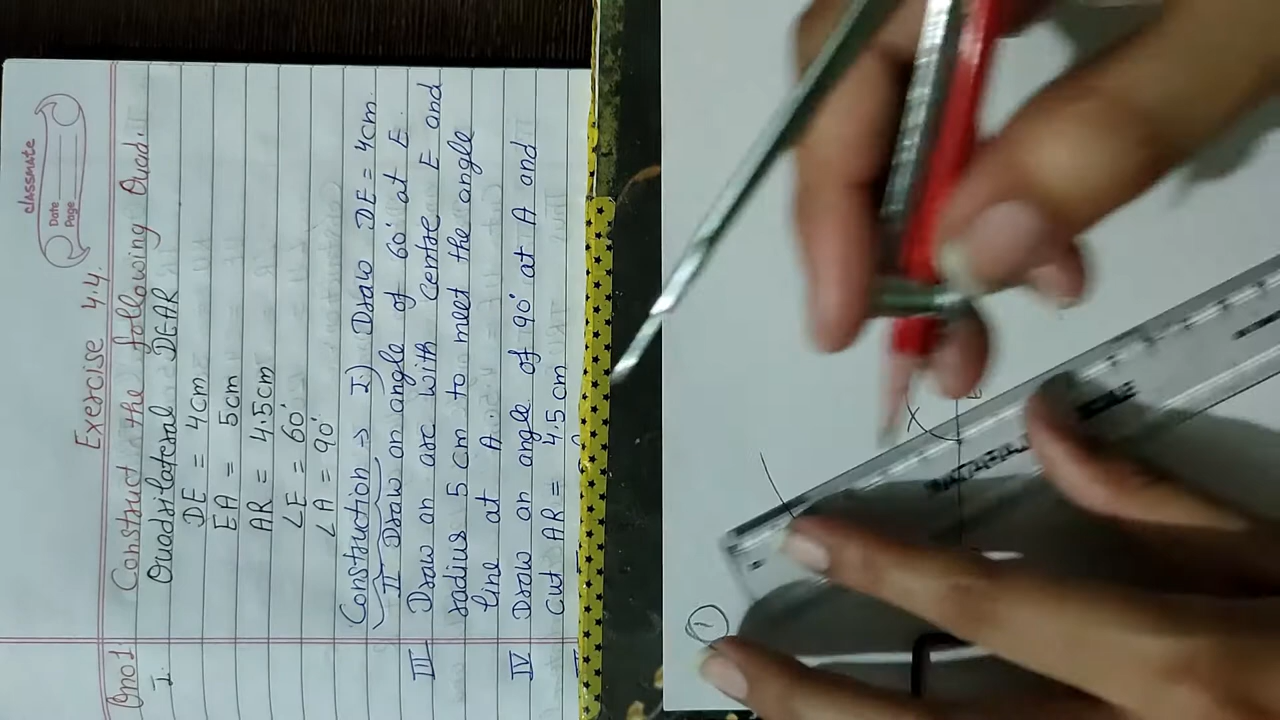 classmate
Date
Page
Exercise 4.4.
Qno1. Construct the following Quad.
I. Quadrilateral DEAR
DE = 4cm
EA = 5cm
AR = 4.5cm
∠E = 60°
∠A = 90°
Construction → I) Draw DE = 4cm.
II Draw an angle of 60° at E.
III Draw an arc with centre E and
radius 5 cm to meet the angle
line at A.
IV Draw an angle of 90° at A and
cut AR = 4.5 cm
1